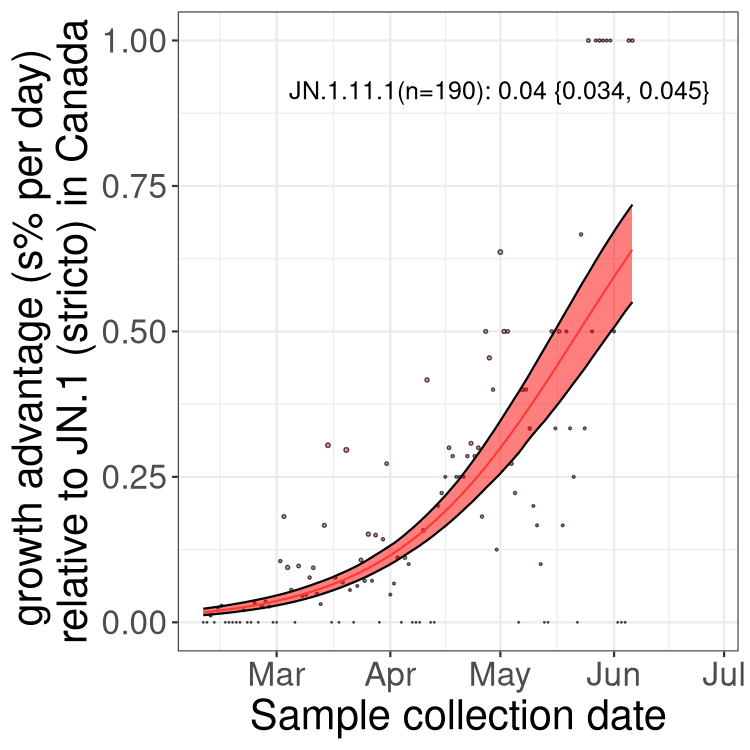 growth advantage (s% per day)
relative to JN.1 (stricto) in Canada
1.00
0.75
0.50
0.25
0.00
JN.1.11.1(n=190): 0.04 {0.034, 0.045}
Mar Apr May Jun Jul
Sample collection date